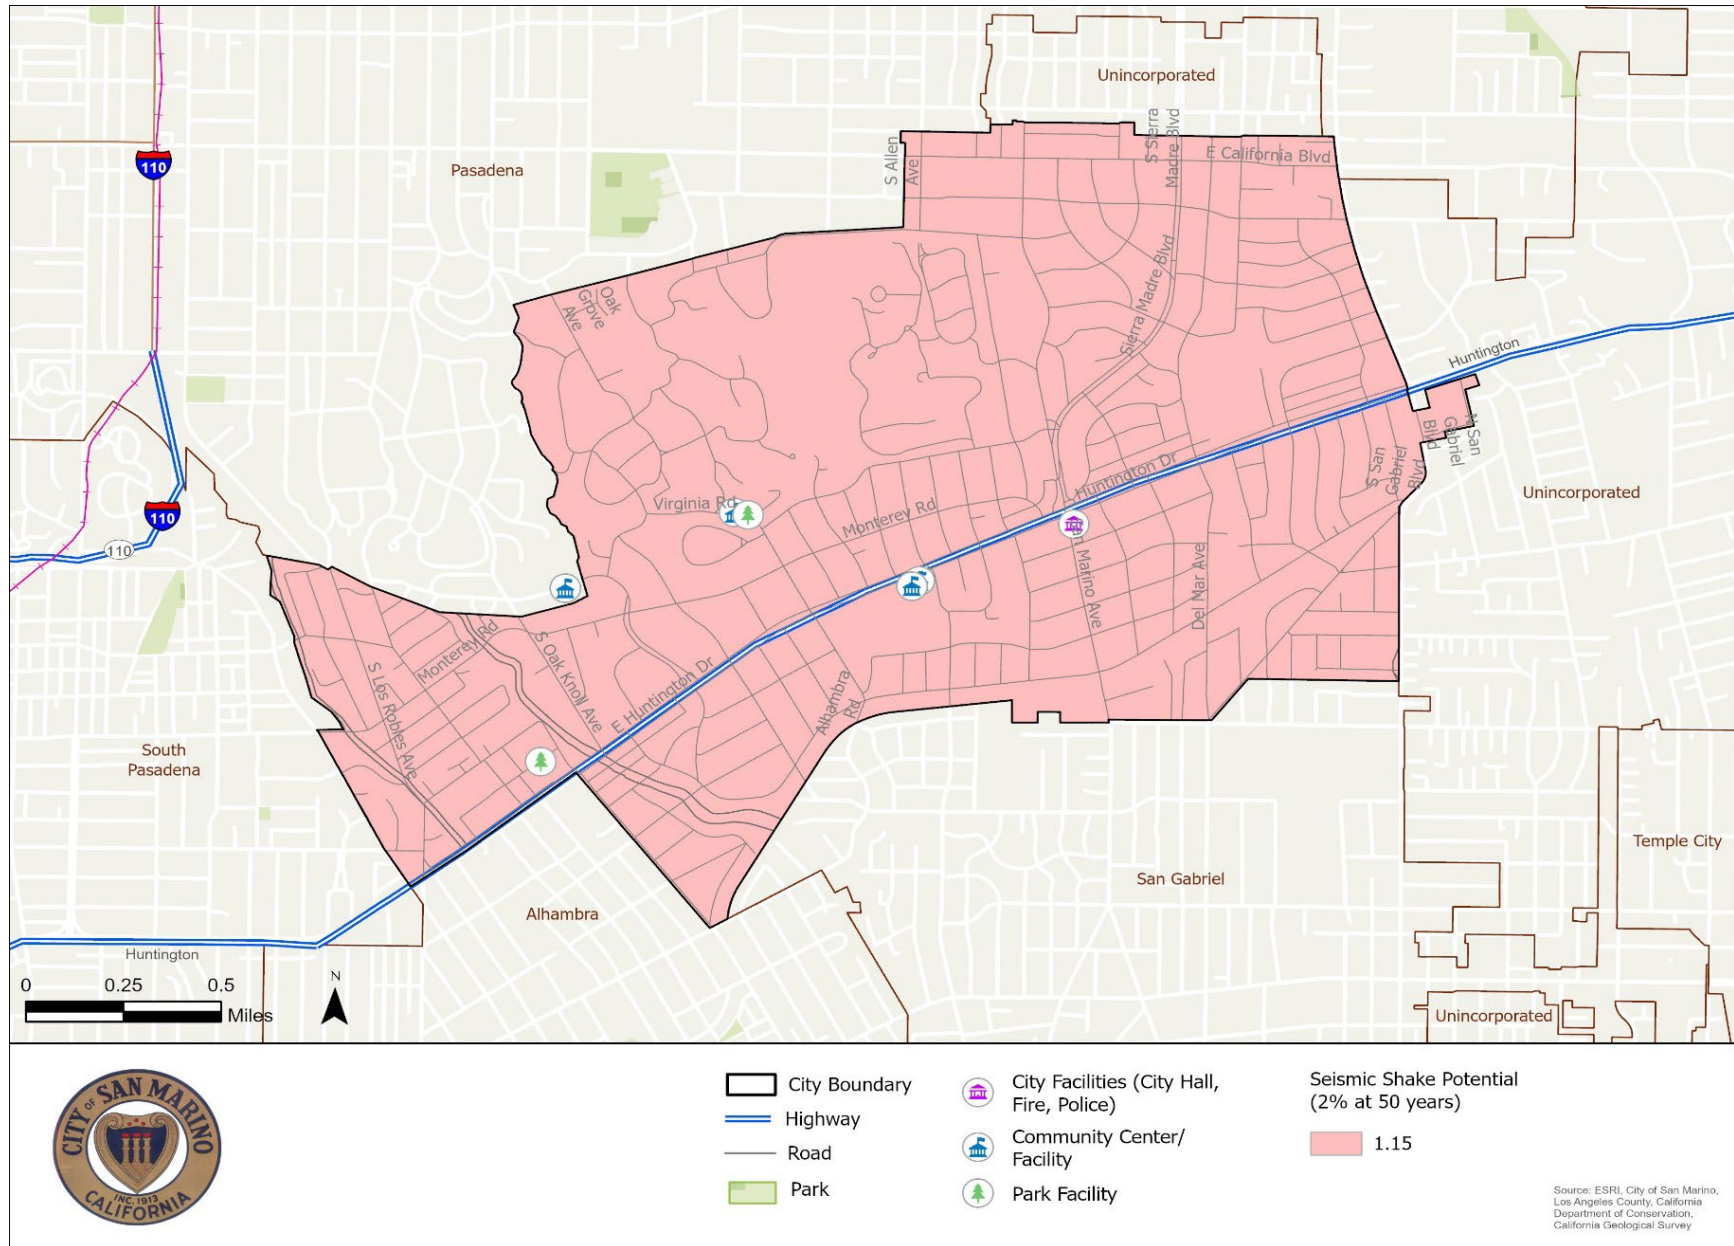 Unincorporated
S Sierra
Madre Blvd
S Allen
Ave
E California Blvd
110
Pasadena
Oak
Grove
Ave
Sierra Madre Blvd
Huntington
N San
Gabriel
Blvd
S San
Gabriel
Blvd
Huntington Dr
Unincorporated
Virginia Rd
Monterey Rd
110
110
San Marino Ave
Del Mar Ave
Monterey Rd
S Oak Knoll Ave
S Los Robles Ave
E Huntington Dr
Alhambra
Rd
South
Pasadena
Temple City
San Gabriel
Alhambra
Huntington
0 0.25 0.5
Miles
N
Unincorporated
CITY OF SAN MARINO
INC. 1913
CALIFORNIA
City Boundary
Highway
Road
Park
City Facilities (City Hall,
Fire, Police)
Community Center/
Facility
Park Facility
Seismic Shake Potential
(2% at 50 years)
1.15
Source: ESRI, City of San Marino,
Los Angeles County, California
Department of Conservation,
California Geological Survey